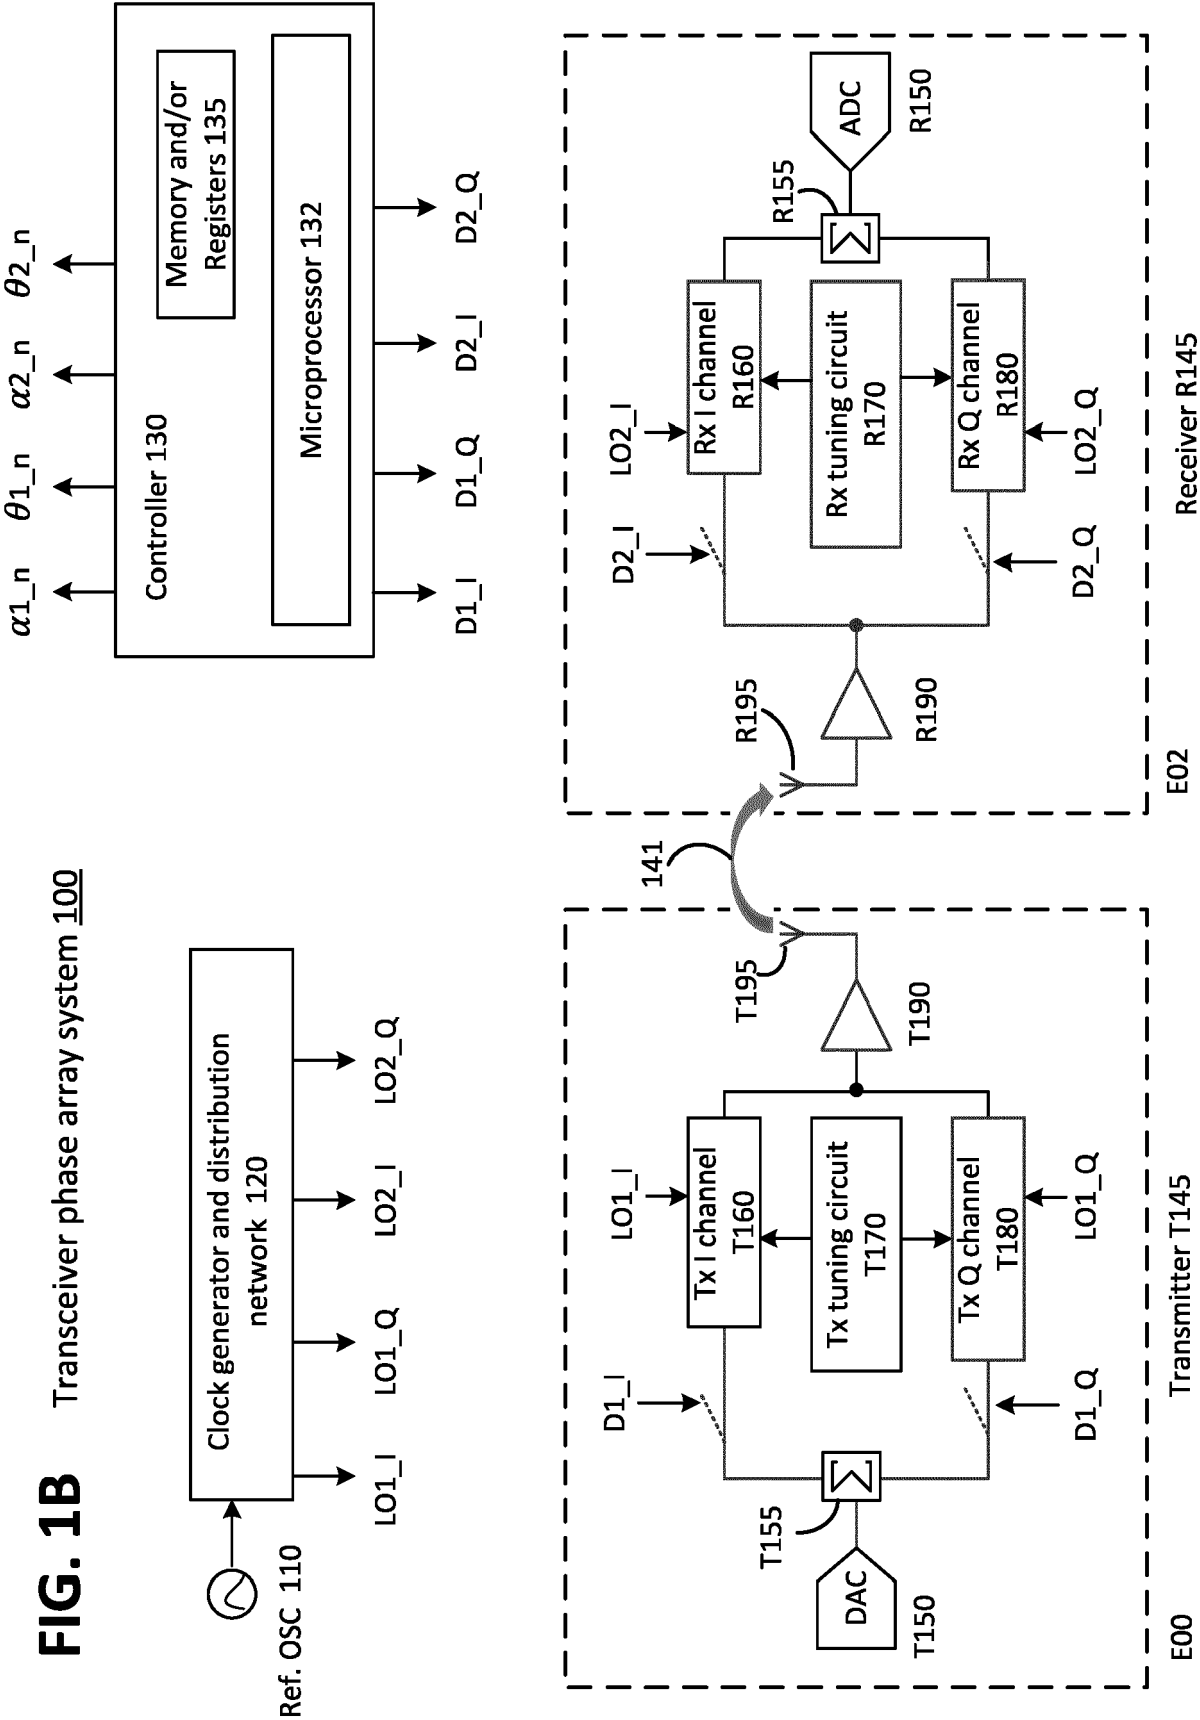 FIG. 1B
Transceiver phase array system 100
Ref. OSC 110
Clock generator and distribution
network 120
LO1_I
LO1_Q
LO2_I
LO2_Q
α1_n
θ1_n
α2_n
θ2_n
Controller 130
Memory and/or
Registers 135
Microprocessor 132
D1_I
D1_Q
D2_I
D2_Q
DAC
T150
T155
D1_I
D1_Q
LO1_I
Tx I channel
T160
Tx tuning circuit
T170
Tx Q channel
T180
LO1_Q
T190
T195
E00
Transmitter T145
141
R195
R190
D2_I
D2_Q
LO2_I
Rx I channel
R160
Rx tuning circuit
R170
Rx Q channel
R180
LO2_Q
R155
Σ
Σ
ADC
R150
E02
Receiver R145